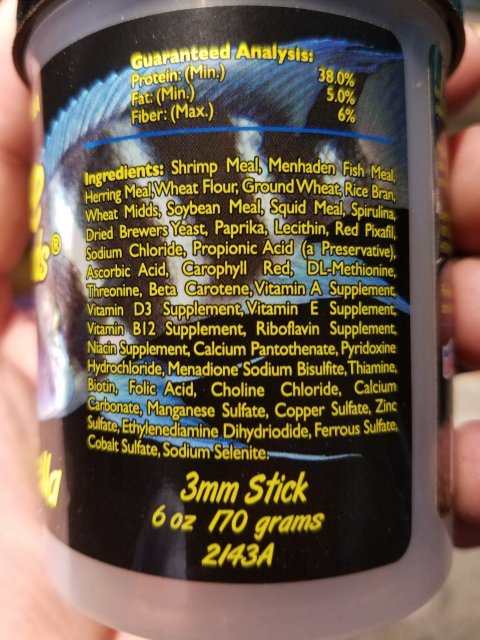 Guaranteed Analysis:
Protein: (Min.) 38.0%
Fat: (Min.) 5.0%
Fiber: (Max.) 6%
Ingredients: Shrimp Meal, Menhaden Fish Meal,
Herring Meal, Wheat Flour, Ground Wheat, Rice Bran,
Wheat Midds, Soybean Meal, Squid Meal, Spirulina,
Dried Brewers Yeast, Paprika, Lecithin, Red Pixafil,
Sodium Chloride, Propionic Acid (a Preservative),
Ascorbic Acid, Carophyll Red, DL-Methionine,
Threonine, Beta Carotene, Vitamin A Supplement,
Vitamin D3 Supplement, Vitamin E Supplement,
Vitamin B12 Supplement, Riboflavin Supplement,
Niacin Supplement, Calcium Pantothenate, Pyridoxine
Hydrochloride, Menadione Sodium Bisulfite, Thiamine,
Biotin, Folic Acid, Choline Chloride, Calcium
Carbonate, Manganese Sulfate, Copper Sulfate, Zinc
Sulfate, Ethylenediamine Dihydriodide, Ferrous Sulfate,
Cobalt Sulfate, Sodium Selenite.
3mm Stick
6 oz 170 grams
2143A